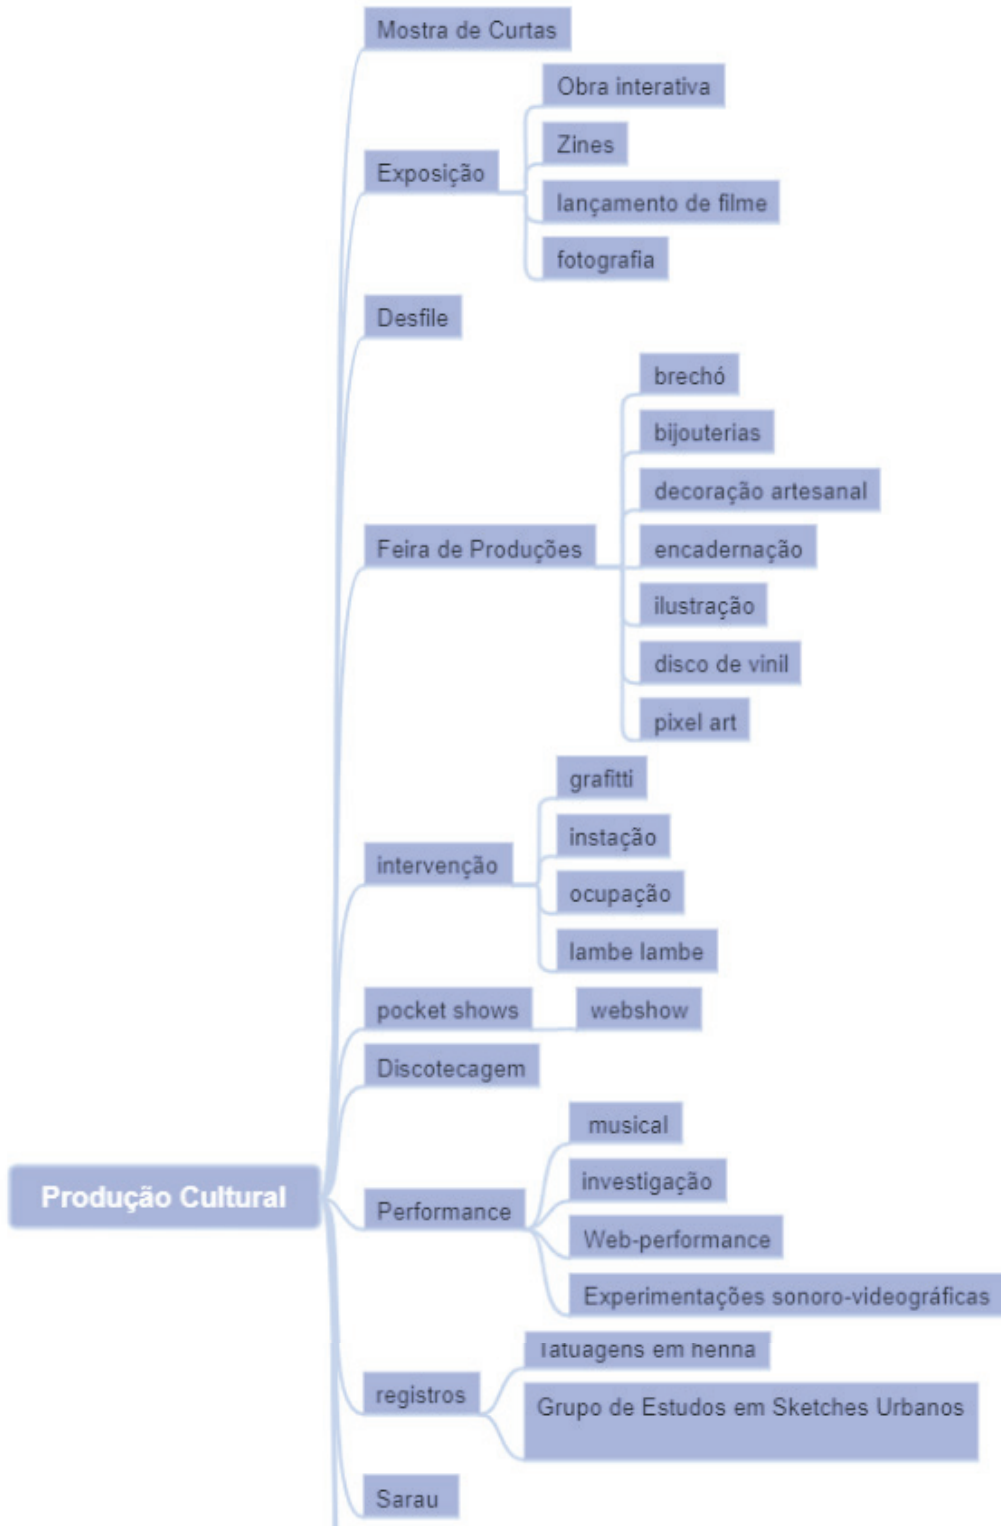 Mostra de Curtas
Obra interativa
Zines
Exposição
lançamento de filme
fotografia
Desfile
brechó
bijouterias
decoração artesanal
Feira de Produções
encadernação
ilustração
disco de vinil
pixel art
grafitti
instação
intervenção
ocupação
lambe lambe
pocket shows
webshow
Discotecagem
musical
investigação
Produção Cultural
Performance
Web-performance
Experimentações sonoro-videográficas
Tatuagens em henna
registros
Grupo de Estudos em Sketches Urbanos
Sarau